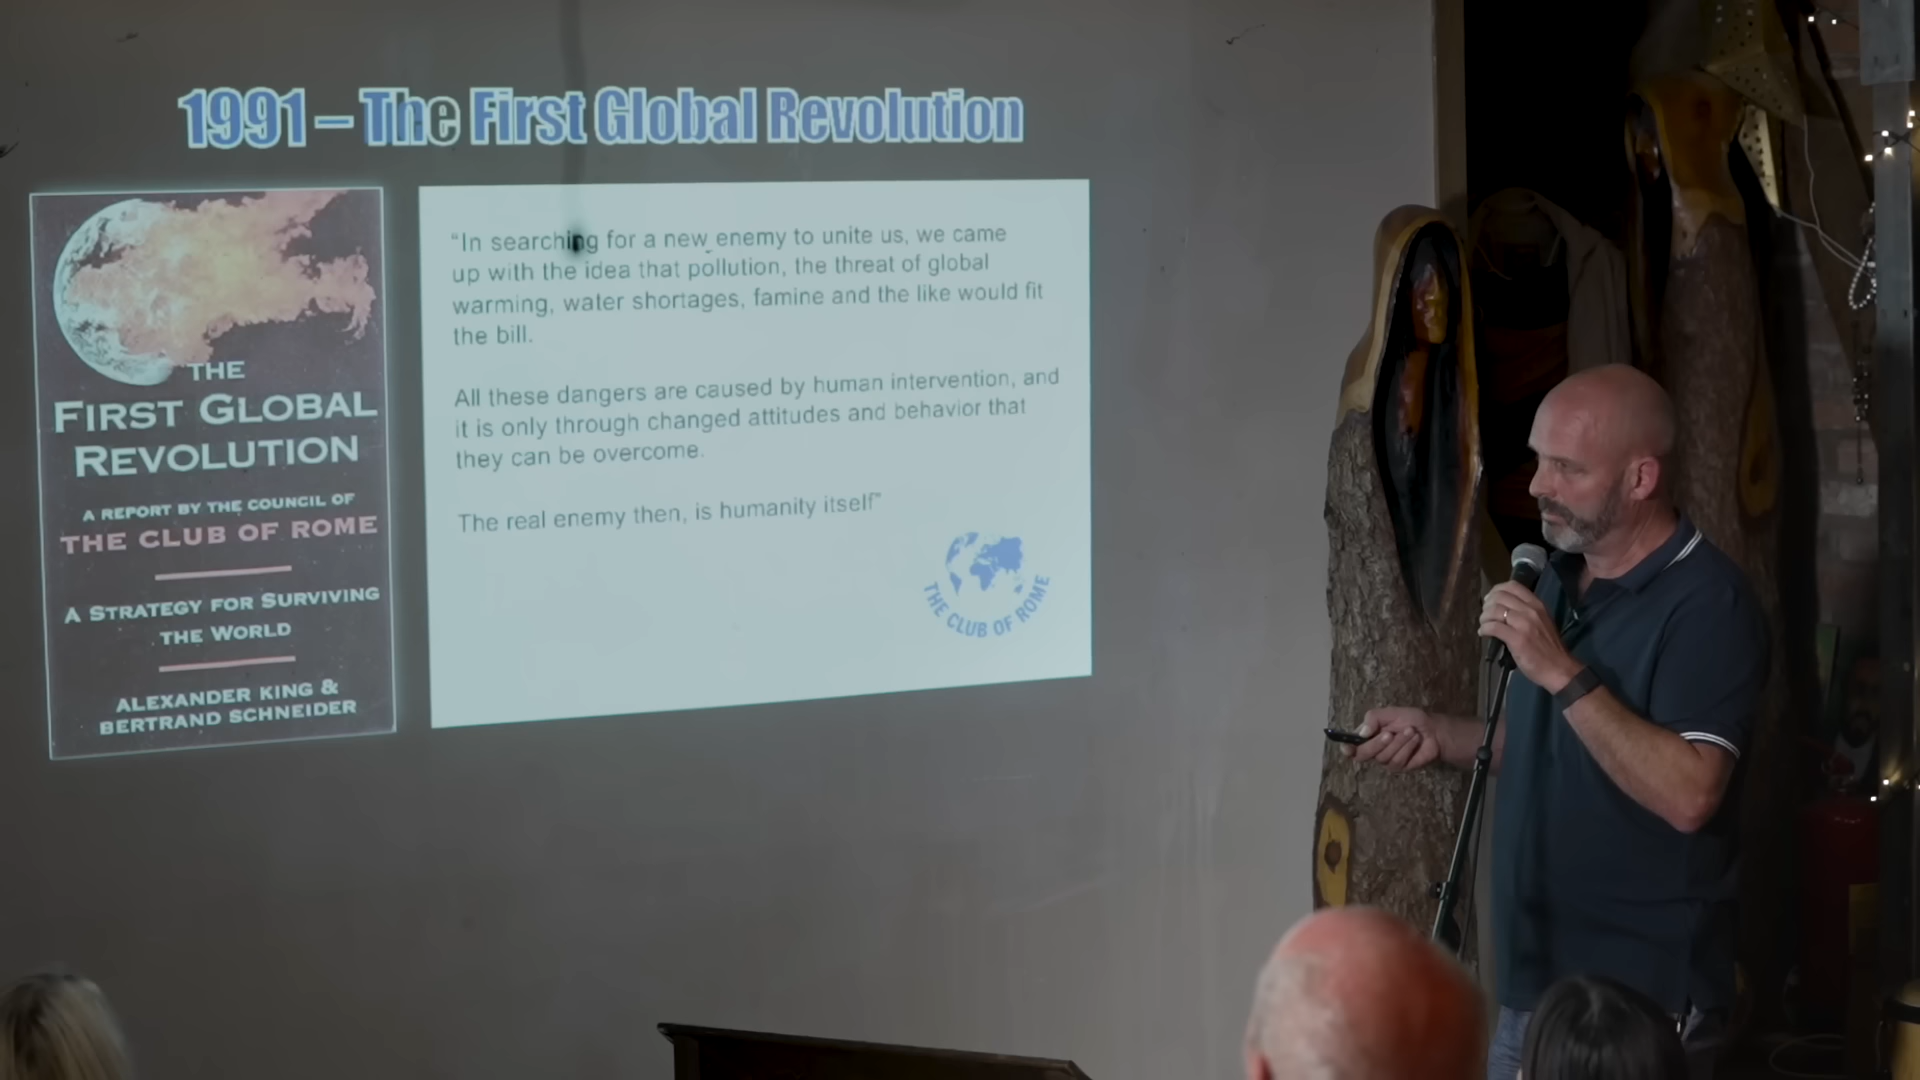 1991 – The First Global Revolution
THE
FIRST GLOBAL
REVOLUTION
A REPORT BY THE COUNCIL OF
THE CLUB OF ROME
A STRATEGY FOR SURVIVING
THE WORLD
ALEXANDER KING &
BERTRAND SCHNEIDER
“In searching for a new enemy to unite us, we came
up with the idea that pollution, the threat of global
warming, water shortages, famine and the like would fit
the bill.
All these dangers are caused by human intervention, and
it is only through changed attitudes and behavior that
they can be overcome.
The real enemy then, is humanity itself”
THE CLUB OF ROME